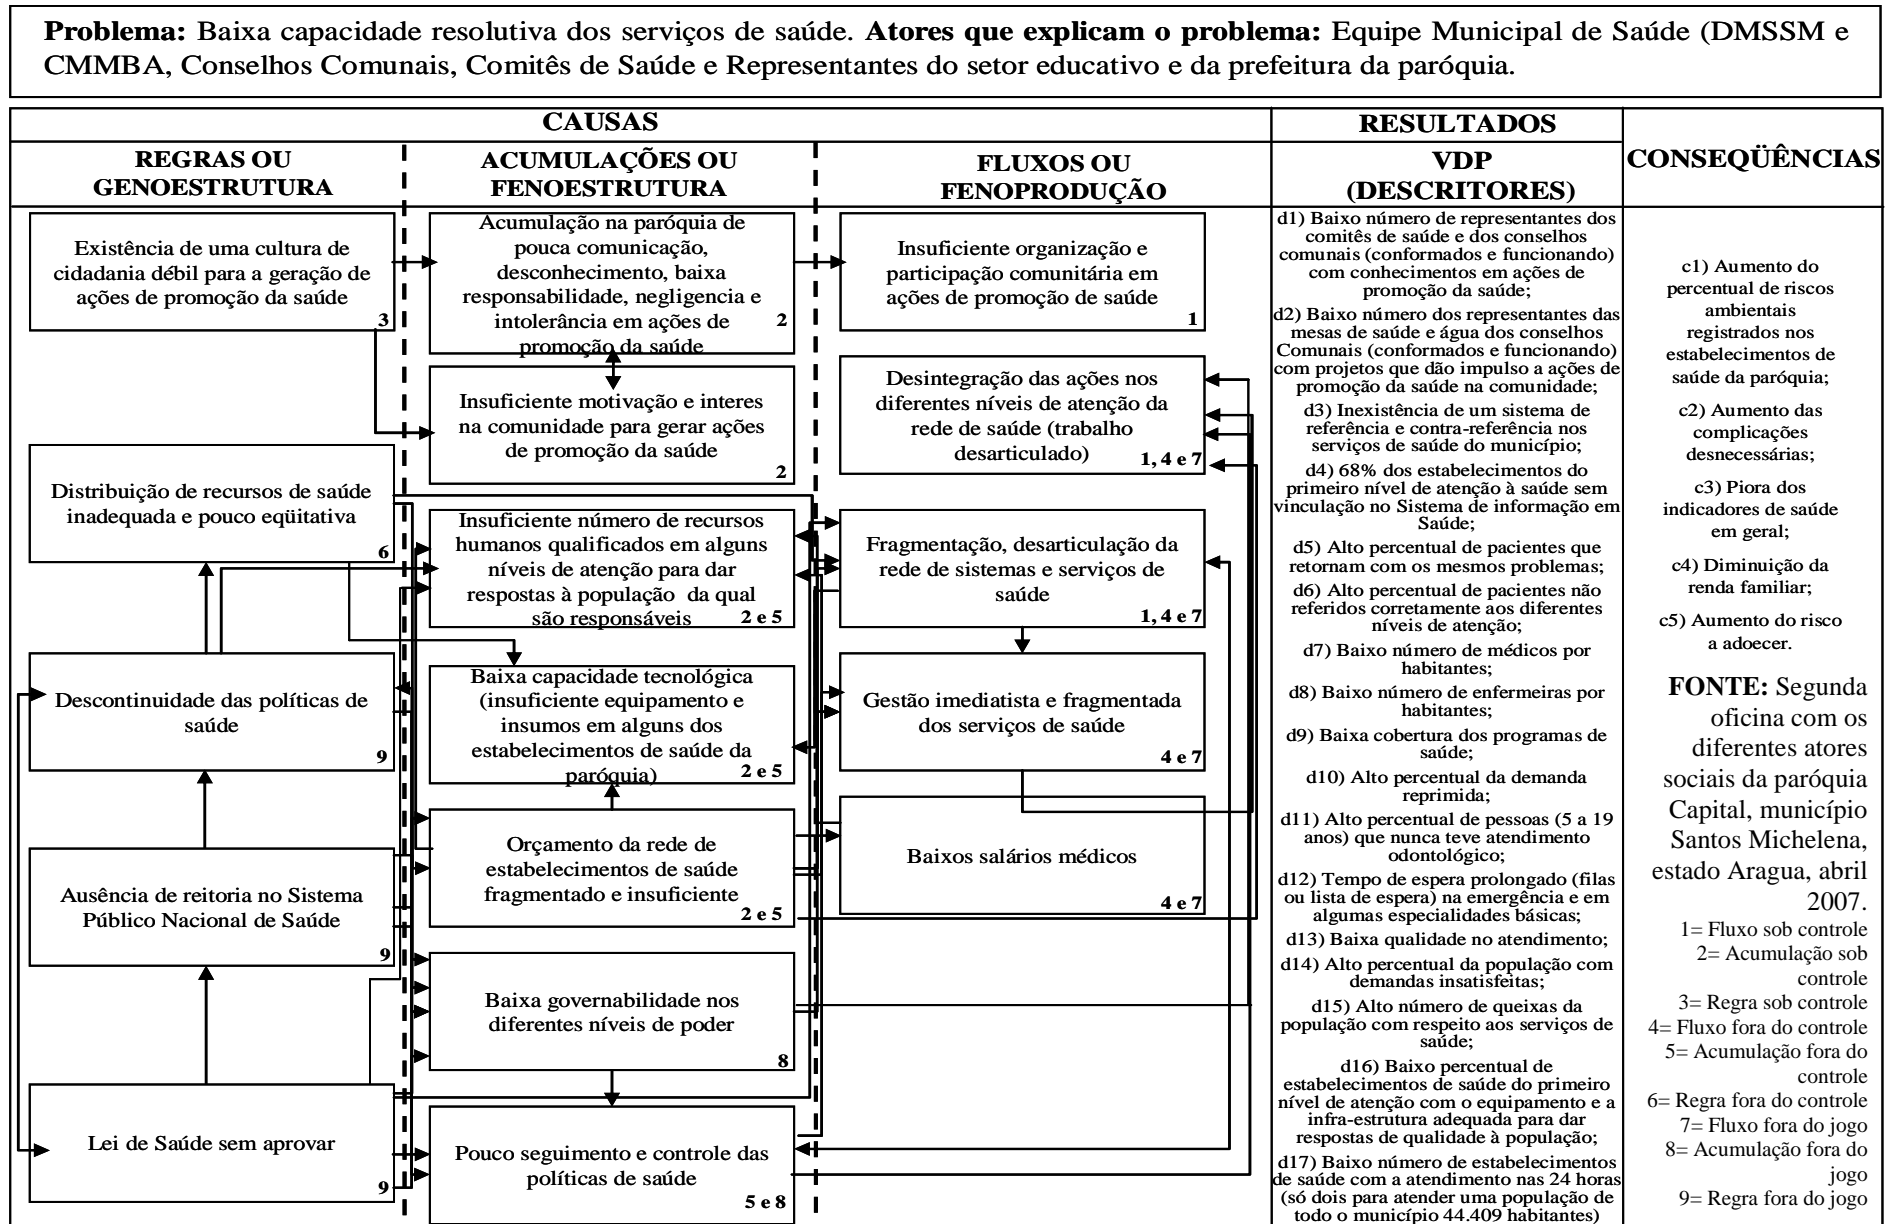 Problema: Baixa capacidade resolutiva dos serviços de saúde. Atores que explicam o problema: Equipe Municipal de Saúde (DMSSM e
CMMBA, Conselhos Comunais, Comitês de Saúde e Representantes do setor educativo e da prefeitura da paróquia.
CAUSAS
REGRAS OU
GENOESTRUTURA
Existência de uma cultura de
cidadania débil para a geração de
ações de promoção da saúde
3
Distribuição de recursos de saúde
inadequada e pouco eqüitativa
6
Descontinuidade das políticas de
saúde
9
Ausência de reitoria no Sistema
Público Nacional de Saúde
9
Lei de Saúde sem aprovar
9
ACUMULAÇÕES OU
FENOESTRUTURA
Acumulação na paróquia de
pouca comunicação,
desconhecimento, baixa
responsabilidade, negligencia e
intolerância em ações de
promoção da saúde
2
Insuficiente motivação e interes
na comunidade para gerar ações
de promoção da saúde
2
Insuficiente número de recursos
humanos qualificados em alguns
níveis de atenção para dar
respostas à população da qual
são responsáveis
2 e 5
Baixa capacidade tecnológica
(insuficiente equipamento e
insumos em alguns dos
estabelecimentos de saúde da
paróquia)
2 e 5
Orçamento da rede de
estabelecimentos de saúde
fragmentado e insuficiente
2 e 5
Baixa governabilidade nos
diferentes níveis de poder
8
Pouco seguimento e controle das
políticas de saúde
5 e 8
FLUXOS OU
FENOPRODUÇÃO
Insuficiente organização e
participação comunitária em
ações de promoção de saúde
1
Desintegração das ações nos
diferentes níveis de atenção da
rede de saúde (trabalho
desarticulado)
1, 4 e 7
Fragmentação, desarticulação da
rede de sistemas e serviços de
saúde
1, 4 e 7
Gestão imediatista e fragmentada
dos serviços de saúde
4 e 7
Baixos salários médicos
4 e 7
RESULTADOS
VDP
(DESCRITORES)
d1) Baixo número de representantes dos
comitês de saúde e dos conselhos
comunais (conformados e funcionando)
com conhecimentos em ações de
promoção da saúde;
d2) Baixo número dos representantes das
mesas de saúde e água dos conselhos
Comunais (conformados e funcionando)
com projetos que dão impulso a ações de
promoção da saúde na comunidade;
d3) Inexistência de um sistema de
referência e contra-referência nos
serviços de saúde do município;
d4) 68% dos estabelecimentos do
primeiro nível de atenção à saúde sem
vinculação no Sistema de informação em
Saúde;
d5) Alto percentual de pacientes que
retornam com os mesmos problemas;
d6) Alto percentual de pacientes não
referidos corretamente aos diferentes
níveis de atenção;
d7) Baixo número de médicos por
habitantes;
d8) Baixo número de enfermeiras por
habitantes;
d9) Baixa cobertura dos programas de
saúde;
d10) Alto percentual da demanda
reprimida;
d11) Alto percentual de pessoas (5 a 19
anos) que nunca teve atendimento
odontológico;
d12) Tempo de espera prolongado (filas
ou lista de espera) na emergência e em
algumas especialidades básicas;
d13) Baixa qualidade no atendimento;
d14) Alto percentual da população com
demandas insatisfeitas;
d15) Alto número de queixas da
população com respeito aos serviços de
saúde;
d16) Baixo percentual de
estabelecimentos de saúde do primeiro
nível de atenção com o equipamento e a
infra-estrutura adequada para dar
respostas de qualidade à população;
d17) Baixo número de estabelecimentos
de saúde com a atendimento nas 24 horas
(só dois para atender uma população de
todo o município 44.409 habitantes)
CONSEQÜÊNCIAS
c1) Aumento do
percentual de riscos
ambientais
registrados nos
estabelecimentos de
saúde da paróquia;
c2) Aumento das
complicações
desnecessárias;
c3) Piora dos
indicadores de saúde
em geral;
c4) Diminuição da
renda familiar;
c5) Aumento do risco
a adoecer.
FONTE: Segunda
oficina com os
diferentes atores
sociais da paróquia
Capital, município
Santos Michelena,
estado Aragua, abril
2007.
1= Fluxo sob controle
2= Acumulação sob
controle
3= Regra sob controle
4= Fluxo fora do controle
5= Acumulação fora do
controle
6= Regra fora do controle
7= Fluxo fora do jogo
8= Acumulação fora do
jogo
9= Regra fora do jogo